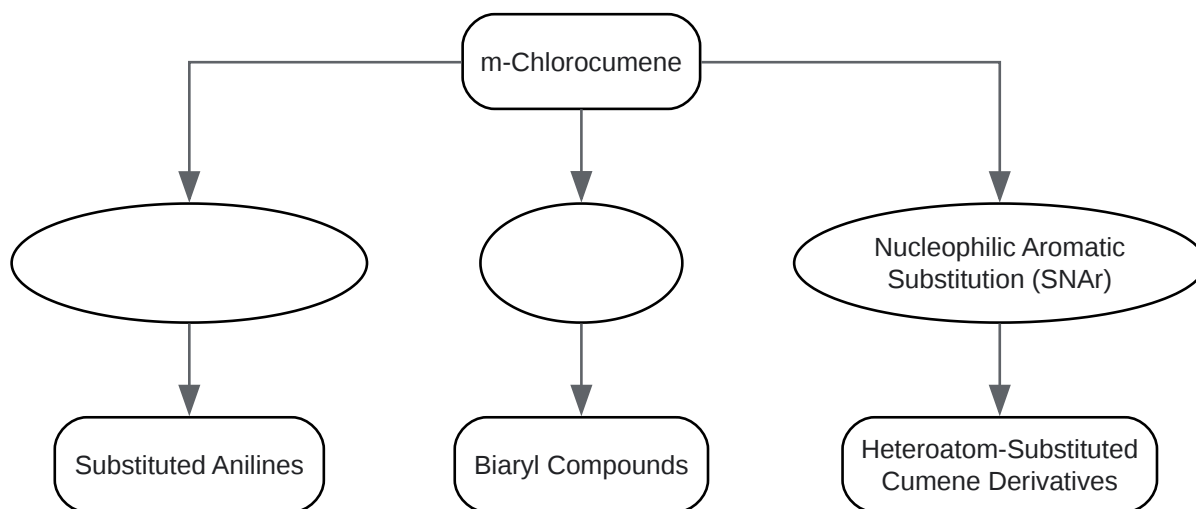 m-Chlorocumene
Nucleophilic Aromatic
Substitution (SNAr)
Substituted Anilines
Biaryl Compounds
Heteroatom-Substituted
Cumene Derivatives